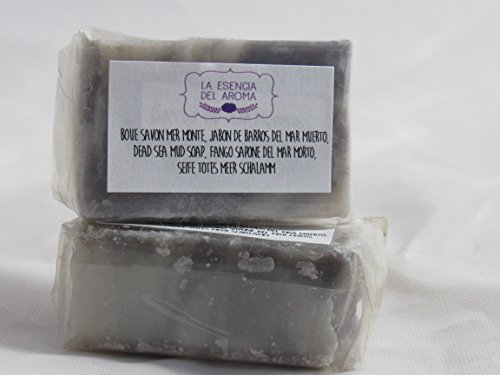 LA ESENCIA
DEL AROMA
BOUE SAVON MER MONTE, JABON DE BARROS DEL MAR MUERTO,
DEAD SEA MUD SOAP, FANGO SAPONE DEL MAR MORTO,
SEIFE TOTES MEER SCHALAMM